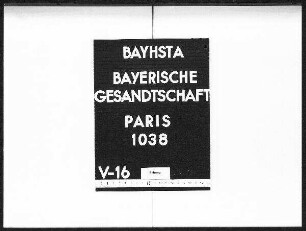 BAYHSTA
BAYERISCHE
GESANDTSCHAFT
PARIS
1038
V-16